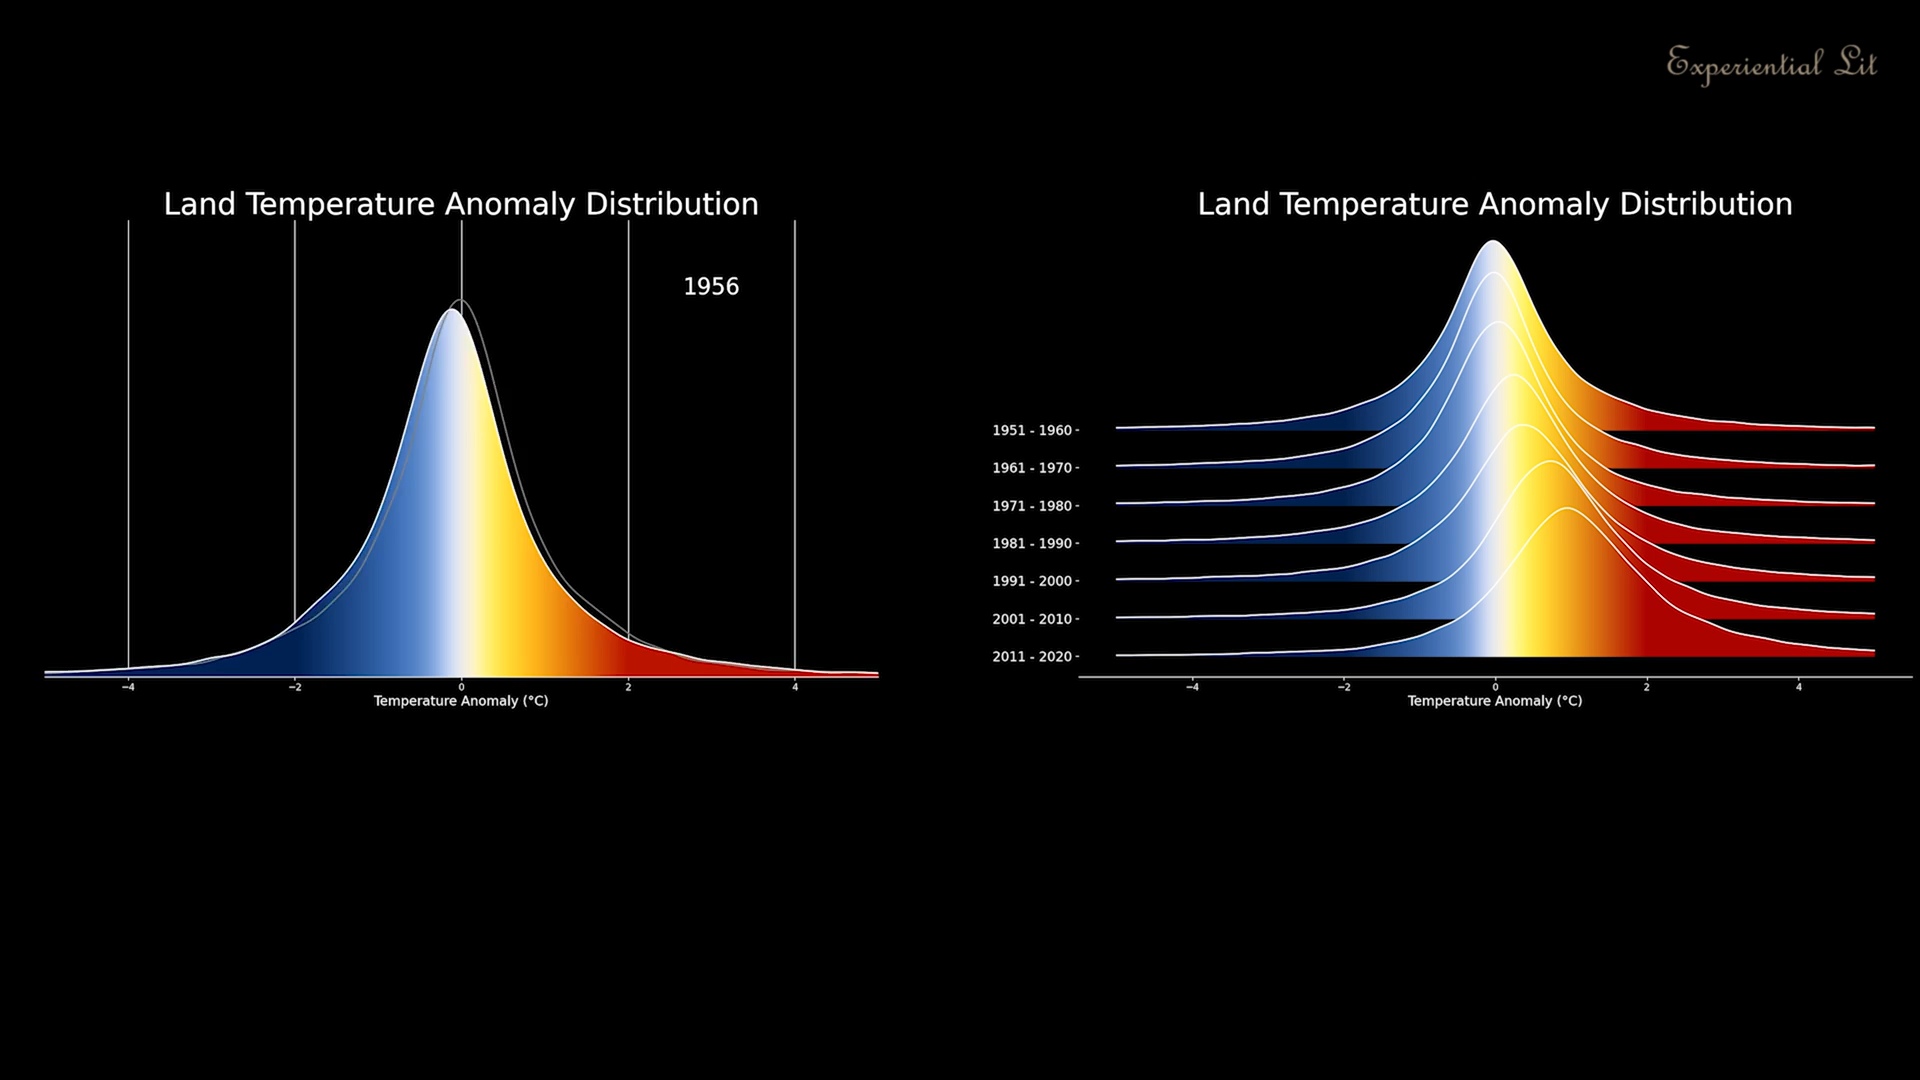 Experiential Lit
Land Temperature Anomaly Distribution
1956
−4 −2 0 2 4
Temperature Anomaly (°C)
Land Temperature Anomaly Distribution
1951 - 1960
1961 - 1970
1971 - 1980
1981 - 1990
1991 - 2000
2001 - 2010
2011 - 2020
−4 −2 0 2 4
Temperature Anomaly (°C)